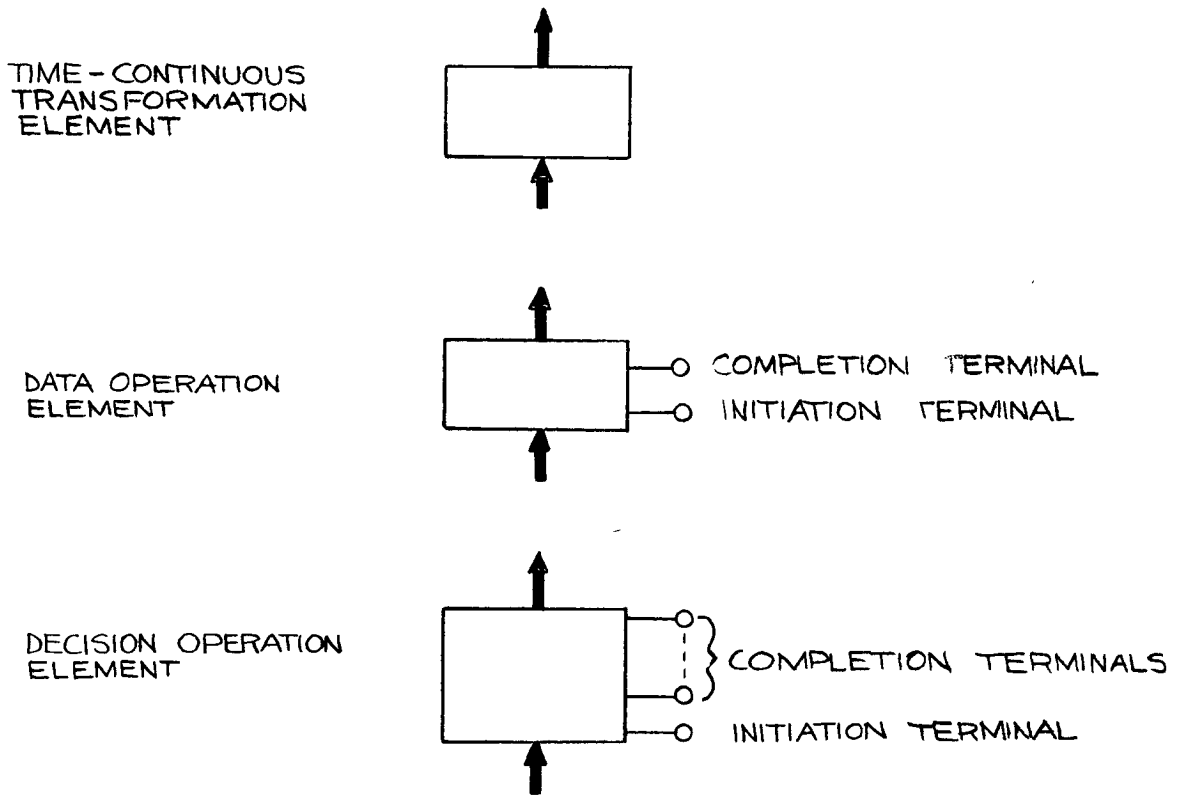 TIME-CONTINUOUS
TRANSFORMATION
ELEMENT
DATA OPERATION
ELEMENT
COMPLETION TERMINAL
INITIATION TERMINAL
DECISION OPERATION
ELEMENT
COMPLETION TERMINALS
INITIATION TERMINAL